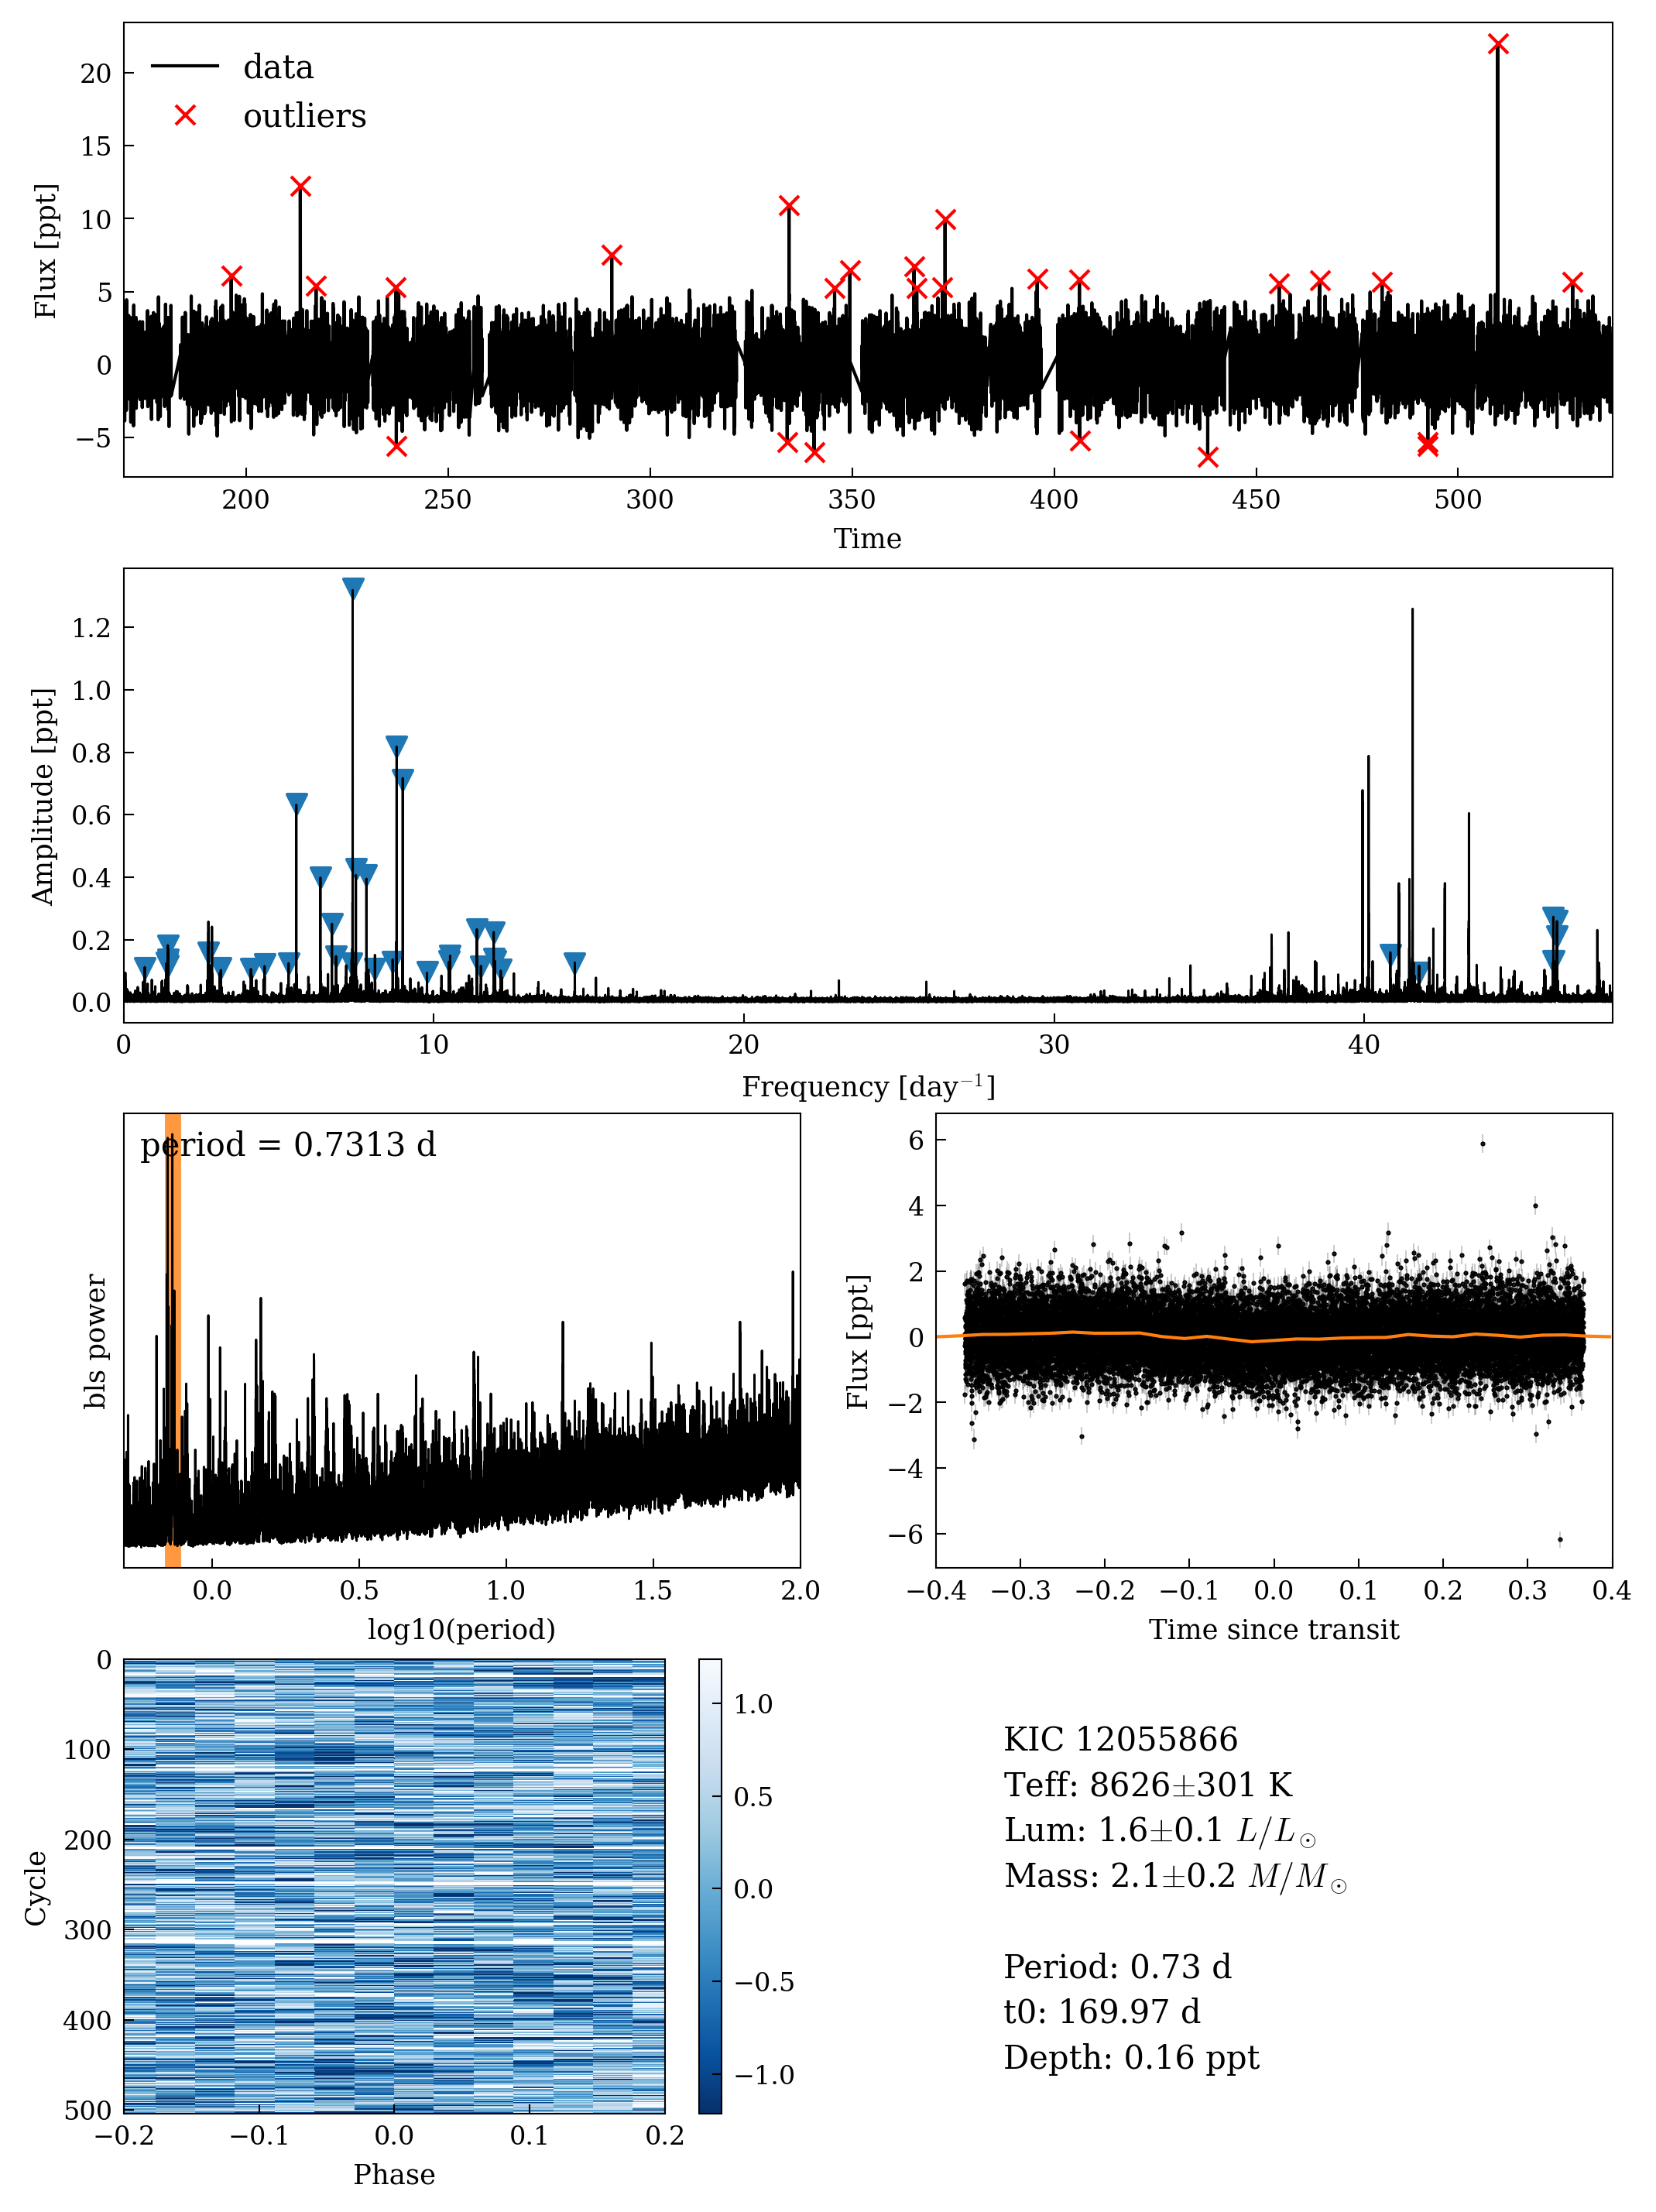 data
outliers
20
15
10
5
0
−5
Flux [ppt]
200 250 300 350 400 450 500
Time
1.2
1.0
0.8
0.6
0.4
0.2
0.0
Amplitude [ppt]
0 10 20 30 40
Frequency [day⁻¹]
period = 0.7313 d
bls power
0.0 0.5 1.0 1.5 2.0
log10(period)
6
4
2
0
−2
−4
−6
Flux [ppt]
−0.4 −0.3 −0.2 −0.1 0.0 0.1 0.2 0.3 0.4
Time since transit
0
100
200
300
400
500
Cycle
−0.2 −0.1 0.0 0.1 0.2
Phase
1.0
0.5
0.0
−0.5
−1.0
KIC 12055866
Teff: 8626±301 K
Lum: 1.6±0.1 L/L⊙
Mass: 2.1±0.2 M/M⊙
Period: 0.73 d
t0: 169.97 d
Depth: 0.16 ppt